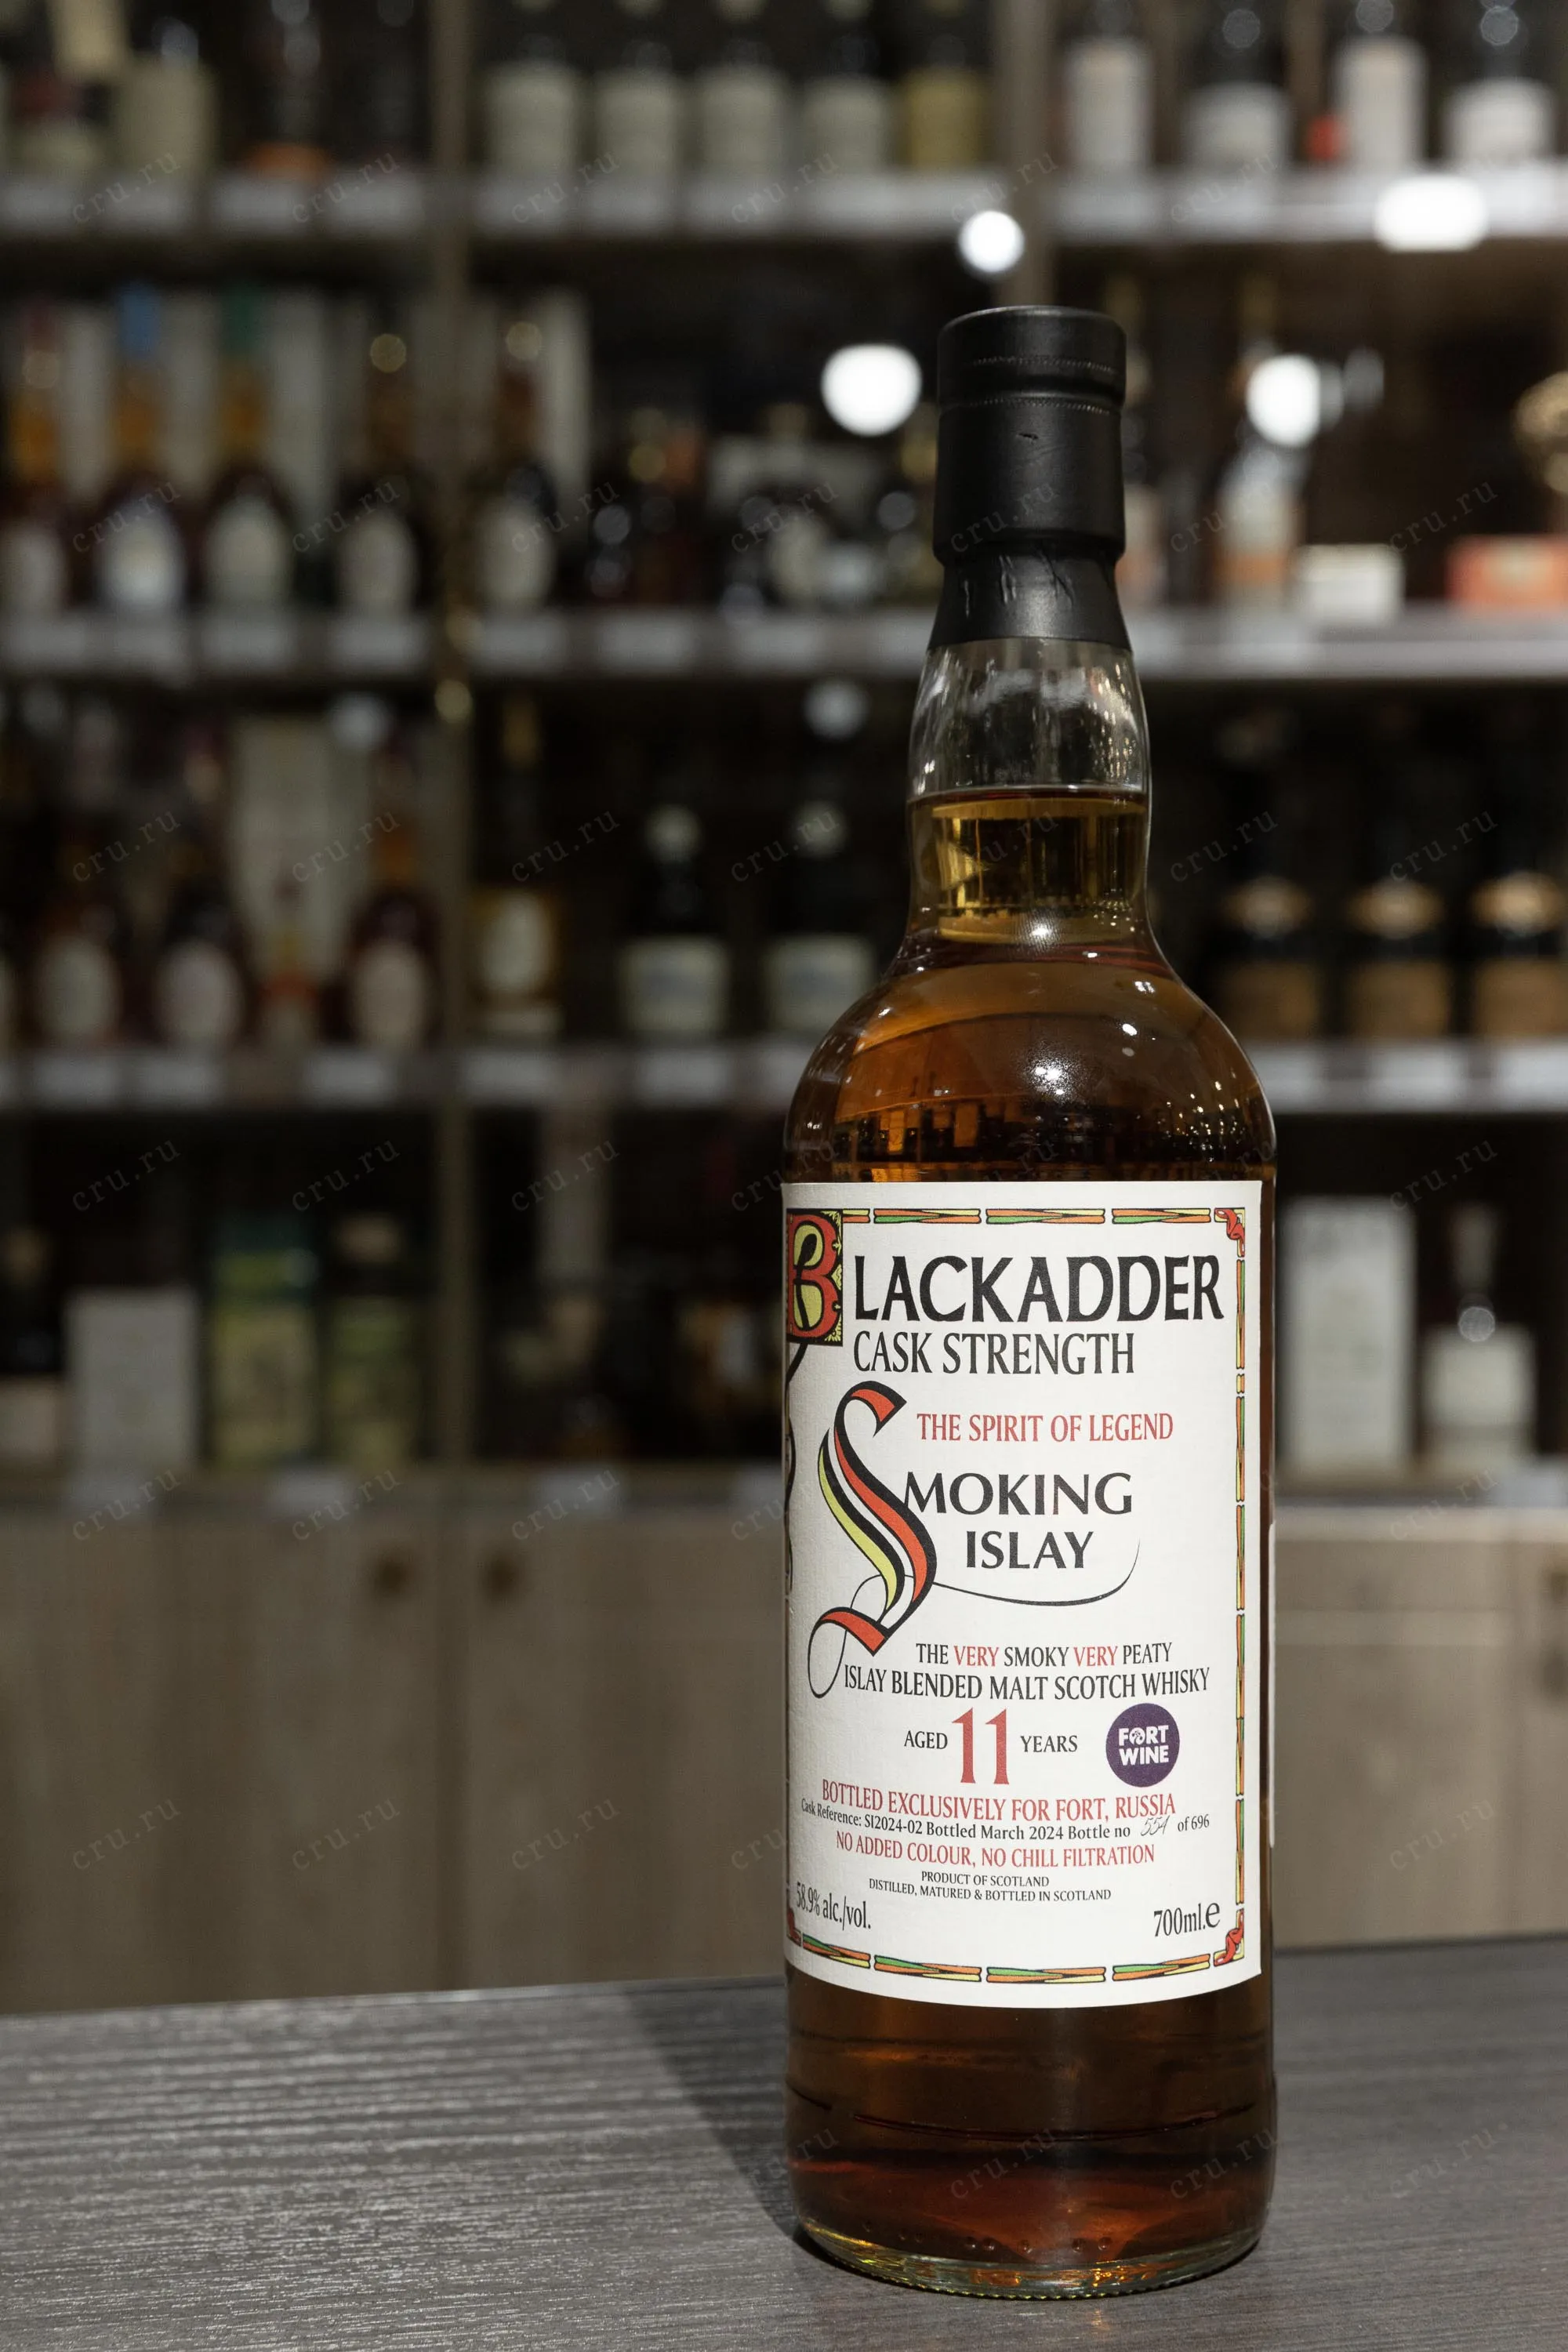 BLACKADDER
CASK STRENGTH
THE SPIRIT OF LEGEND
SMOKING
ISLAY
THE VERY SMOKY VERY PEATY
ISLAY BLENDED MALT SCOTCH WHISKY
AGED 11 YEARS
FORT
WINE
BOTTLED EXCLUSIVELY FOR FORT, RUSSIA
Cask Reference: SI2024-02 Bottled March 2024 Bottle no 554 of 696
NO ADDED COLOUR, NO CHILL FILTRATION
PRODUCT OF SCOTLAND
DISTILLED, MATURED & BOTTLED IN SCOTLAND
58.9% alc./vol.
700ml.e
cru.ru